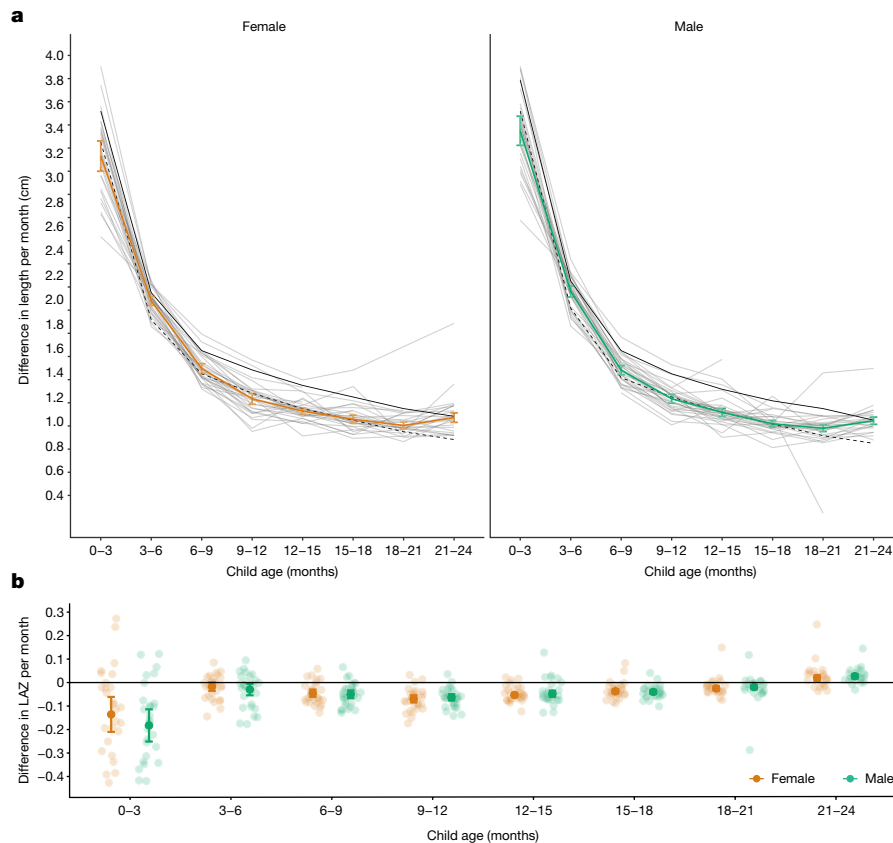 a
Female
Male
Difference in length per month (cm)
4.0
3.8
3.6
3.4
3.2
3.0
2.8
2.6
2.4
2.2
2.0
1.8
1.6
1.4
1.2
1.0
0.8
0.6
0.4
0–3 3–6 6–9 9–12 12–15 15–18 18–21 21–24
0–3 3–6 6–9 9–12 12–15 15–18 18–21 21–24
Child age (months)
Child age (months)
b
Difference in LAZ per month
0.3
0.2
0.1
0
−0.1
−0.2
−0.3
−0.4
Female Male
0–3 3–6 6–9 9–12 12–15 15–18 18–21 21–24
Child age (months)